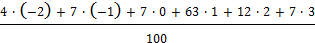 4 · (−2) + 7 · (−1) + 7 · 0 + 63 · 1 + 12 · 2 + 7 · 3
100